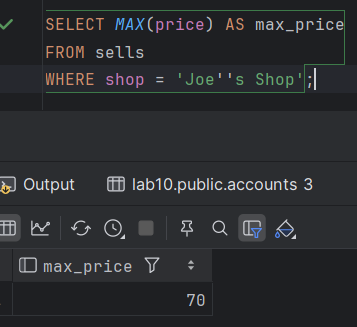 SELECT MAX(price) AS max_price
FROM sells
WHERE shop = 'Joe''s Shop';
Output
lab10.public.accounts 3
max_price
70